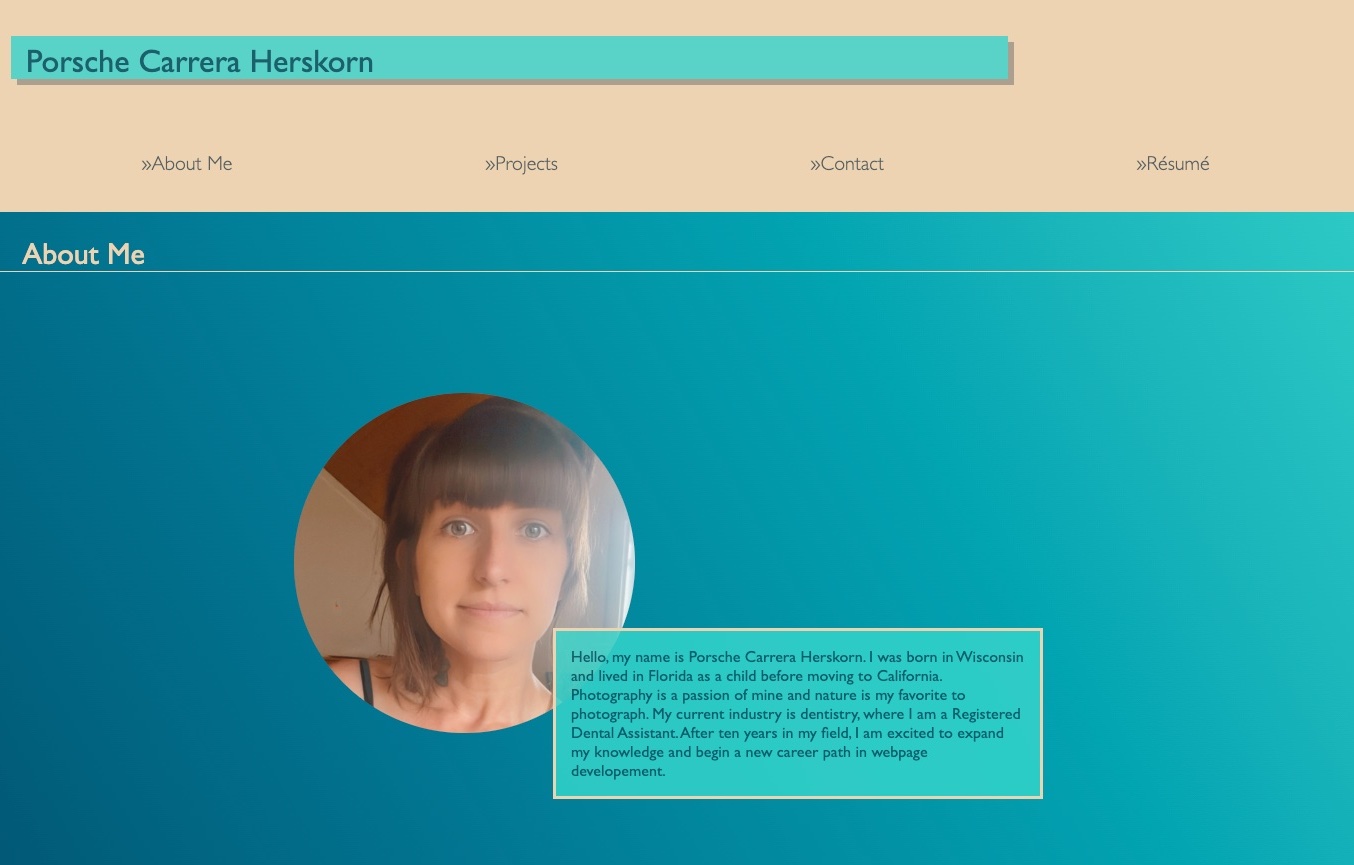 Porsche Carrera Herskorn
»About Me »Projects »Contact »Résumé
About Me
Hello, my name is Porsche Carrera Herskorn. I was born in Wisconsin
and lived in Florida as a child before moving to California.
Photography is a passion of mine and nature is my favorite to
photograph. My current industry is dentistry, where I am a Registered
Dental Assistant. After ten years in my field, I am excited to expand
my knowledge and begin a new career path in webpage
developement.